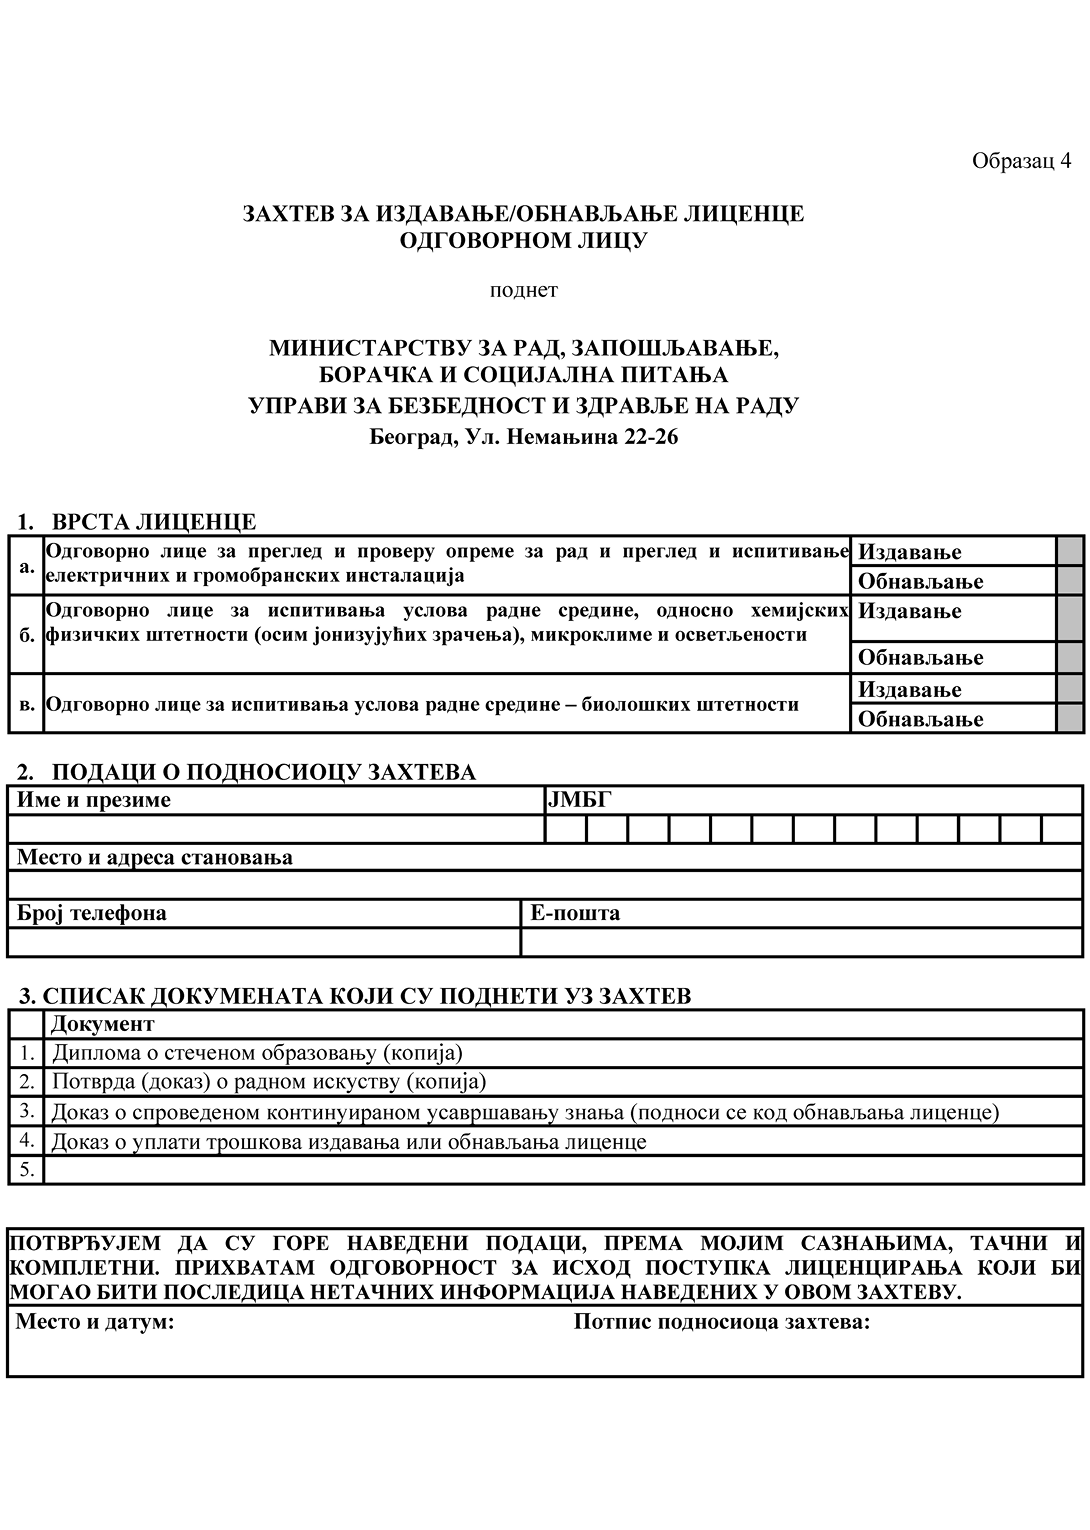 Образац 4
ЗАХТЕВ ЗА ИЗДАВАЊЕ/ОБНАВЉАЊЕ ЛИЦЕНЦЕ
ОДГОВОРНОМ ЛИЦУ
поднет
МИНИСТАРСТВУ ЗА РАД, ЗАПОШЉАВАЊЕ,
БОРАЧКА И СОЦИЈАЛНА ПИТАЊА
УПРАВИ ЗА БЕЗБЕДНОСТ И ЗДРАВЉЕ НА РАДУ
Београд, Ул. Немањина 22-26
1. ВРСТА ЛИЦЕНЦЕ
а.
Одговорно лице за преглед и проверу опреме за рад и преглед и испитивање
електричних и громобранских инсталација
Издавање
Обнављање
б.
Одговорно лице за испитивања услова радне средине, односно хемијских
физичких штетности (осим јонизујућих зрачења), микроклиме и осветљености
Издавање
Обнављање
в.
Одговорно лице за испитивања услова радне средине – биолошких штетности
Издавање
Обнављање
2. ПОДАЦИ О ПОДНОСИОЦУ ЗАХТЕВА
Име и презиме
ЈМБГ
Место и адреса становања
Број телефона
Е-пошта
3. СПИСАК ДОКУМЕНАТА КОЈИ СУ ПОДНЕТИ УЗ ЗАХТЕВ
Документ
1. Диплома о стеченом образовању (копија)
2. Потврда (доказ) о радном искуству (копија)
3. Доказ о спроведеном континуираном усавршавању знања (подноси се код обнављања лиценце)
4. Доказ о уплати трошкова издавања или обнављања лиценце
5.
ПОТВРЂУЈЕМ ДА СУ ГОРЕ НАВЕДЕНИ ПОДАЦИ, ПРЕМА МОЈИМ САЗНАЊИМА, ТАЧНИ И
КОМПЛЕТНИ. ПРИХВАТАМ ОДГОВОРНОСТ ЗА ИСХОД ПОСТУПКА ЛИЦЕНЦИРАЊА КОЈИ БИ
МОГАО БИТИ ПОСЛЕДИЦА НЕТАЧНИХ ИНФОРМАЦИЈА НАВЕДЕНИХ У ОВОМ ЗАХТЕВУ.
Место и датум:
Потпис подносиоца захтева: